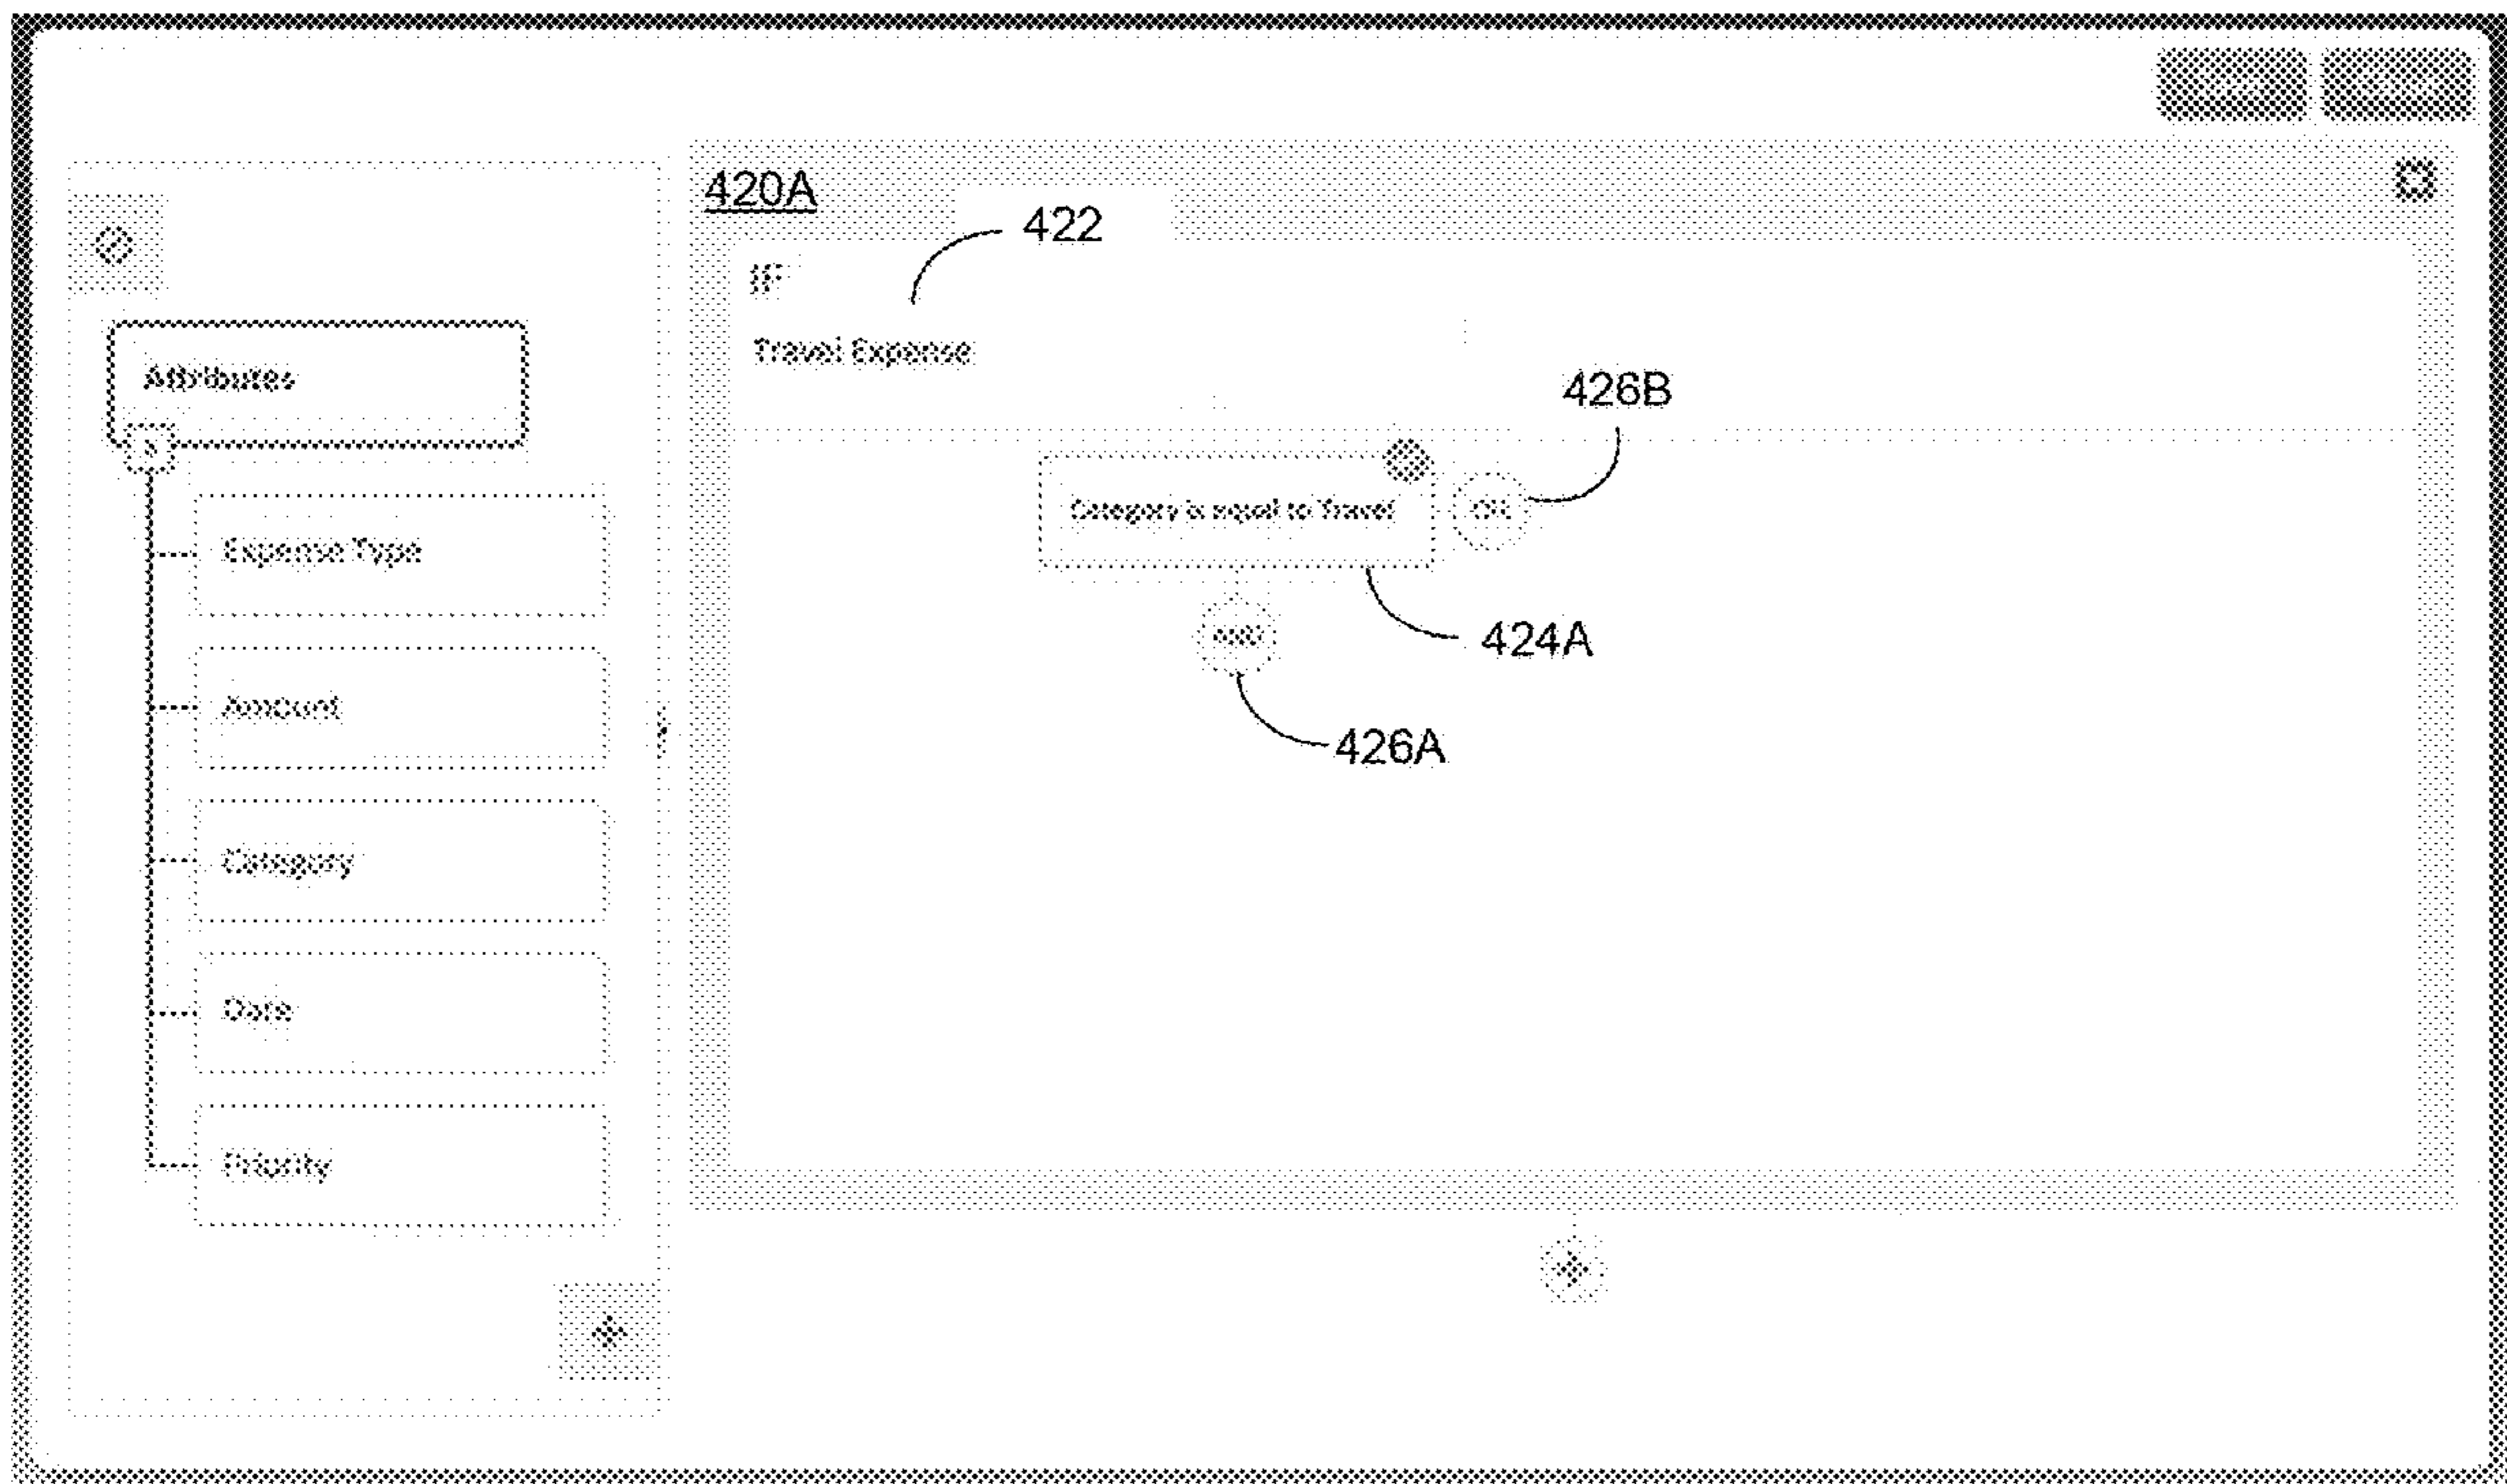 420A
422
IF
Travel Expense
Attributes
426B
Category is equal to Travel
OR
Expense Type
424A
AND
Amount
426A
Category
Date
Priority